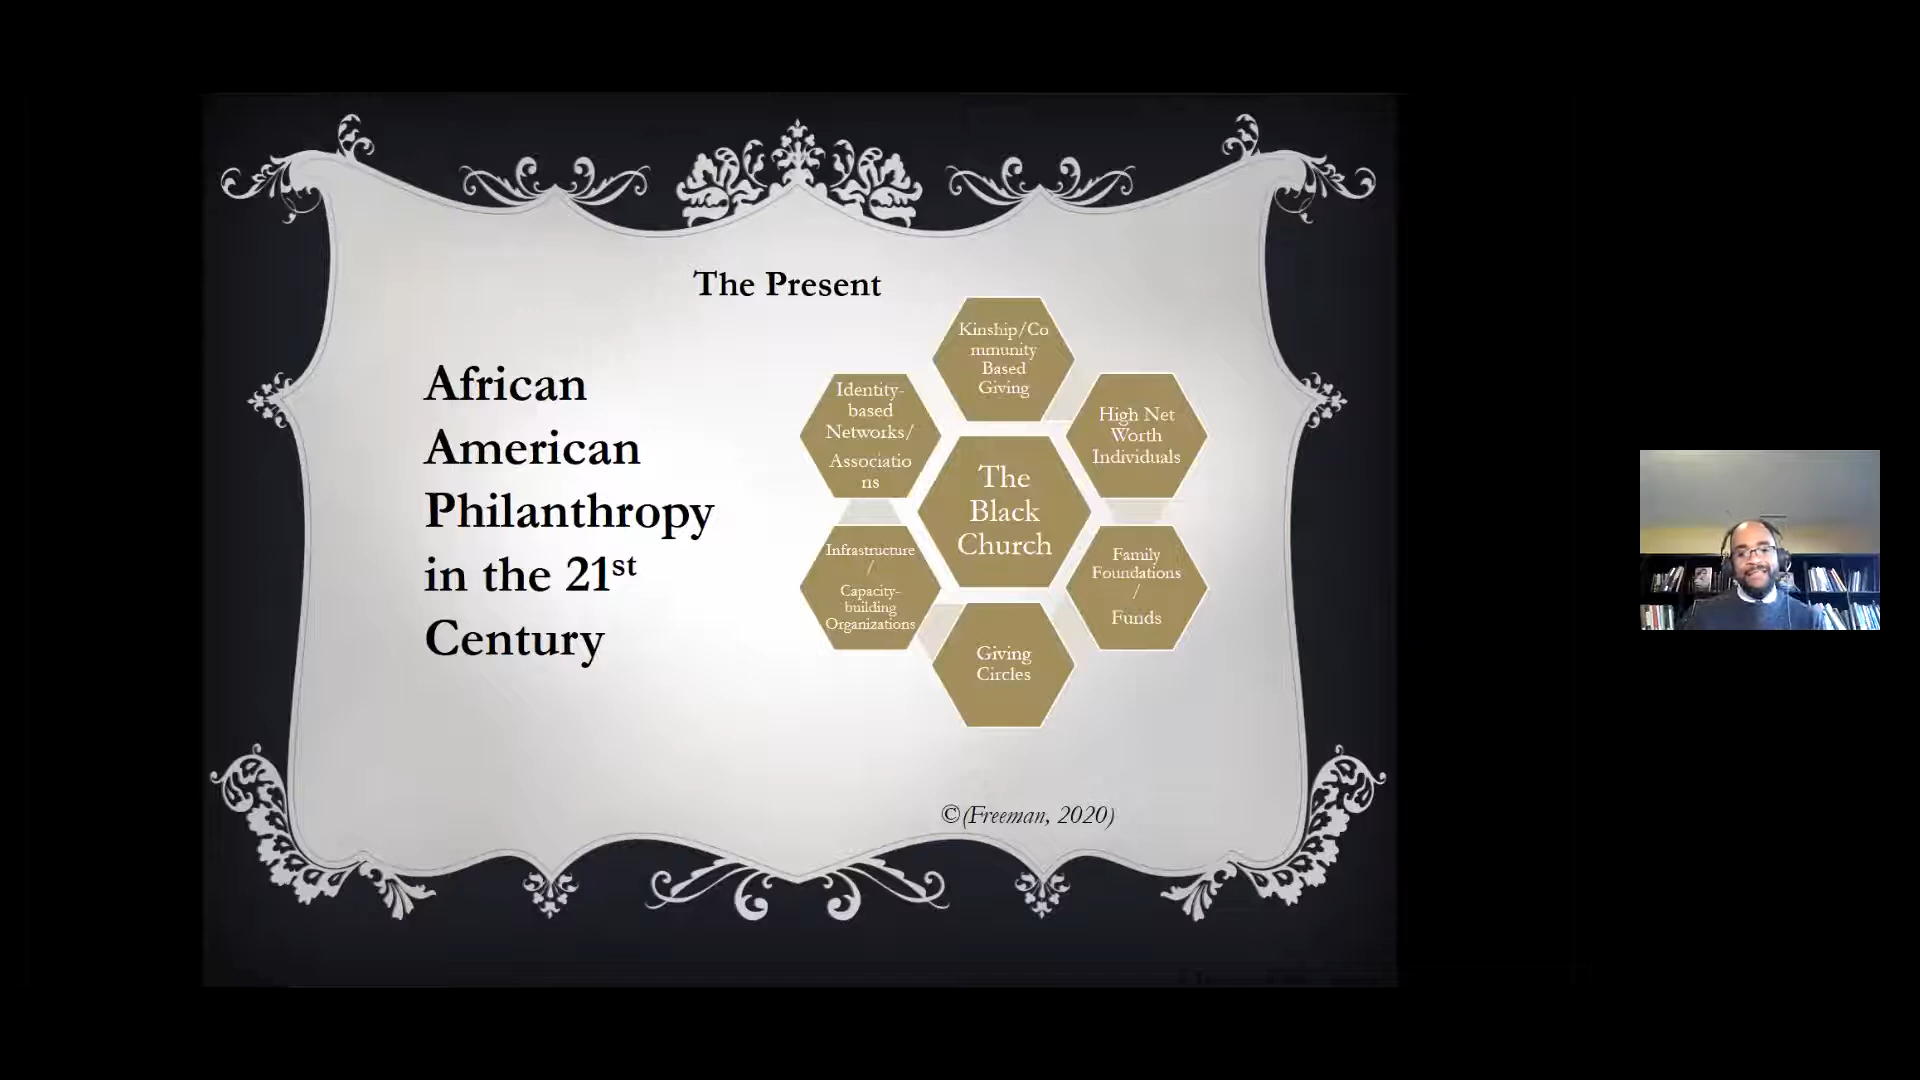 The Present
African
American
Philanthropy
in the 21st
Century
Kinship/Co
mmunity
Based
Giving
Identity-
based
Networks/
Associatio
ns
High Net
Worth
Individuals
The
Black
Church
Infrastructure
/
Capacity-
building
Organizations
Family
Foundations
/
Funds
Giving
Circles
©(Freeman, 2020)